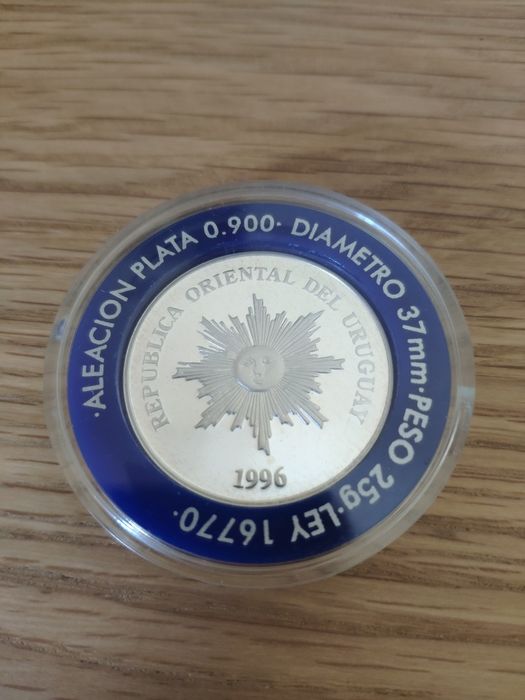 ·ALEACION PLATA 0.900· DIAMETRO 37mm·PESO 25g·LEY 16770·
REPUBLICA ORIENTAL DEL URUGUAY
1996